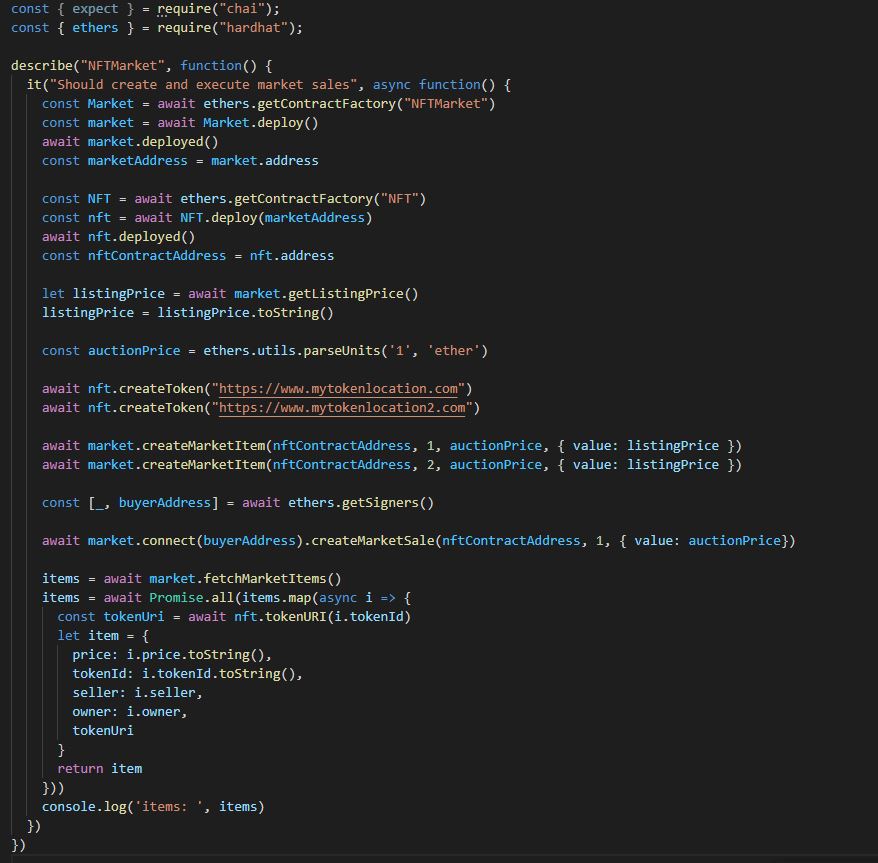 const { expect } = require("chai");
const { ethers } = require("hardhat");

describe("NFTMarket", function() {
  it("Should create and execute market sales", async function() {
    const Market = await ethers.getContractFactory("NFTMarket")
    const market = await Market.deploy()
    await market.deployed()
    const marketAddress = market.address

    const NFT = await ethers.getContractFactory("NFT")
    const nft = await NFT.deploy(marketAddress)
    await nft.deployed()
    const nftContractAddress = nft.address

    let listingPrice = await market.getListingPrice()
    listingPrice = listingPrice.toString()

    const auctionPrice = ethers.utils.parseUnits('1', 'ether')

    await nft.createToken("https://www.mytokenlocation.com")
    await nft.createToken("https://www.mytokenlocation2.com")

    await market.createMarketItem(nftContractAddress, 1, auctionPrice, { value: listingPrice })
    await market.createMarketItem(nftContractAddress, 2, auctionPrice, { value: listingPrice })

    const [_, buyerAddress] = await ethers.getSigners()

    await market.connect(buyerAddress).createMarketSale(nftContractAddress, 1, { value: auctionPrice})

    items = await market.fetchMarketItems()
    items = await Promise.all(items.map(async i => {
      const tokenUri = await nft.tokenURI(i.tokenId)
      let item = {
        price: i.price.toString(),
        tokenId: i.tokenId.toString(),
        seller: i.seller,
        owner: i.owner,
        tokenUri
      }
      return item
    }))
    console.log('items: ', items)
  })
})